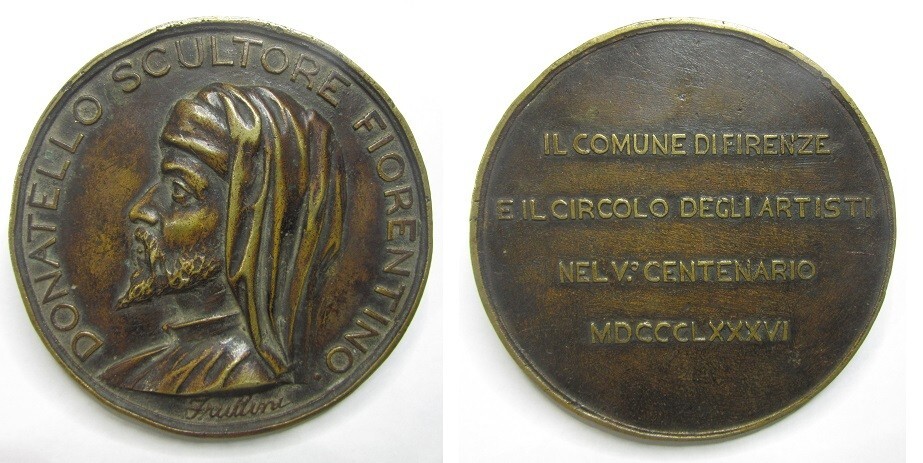 DONATELLO SCULTORE FIORENTINO.
Frullini
IL COMUNE DI FIRENZE
E IL CIRCOLO DEGLI ARTISTI
NEL V.º CENTENARIO
MDCCCLXXXVI